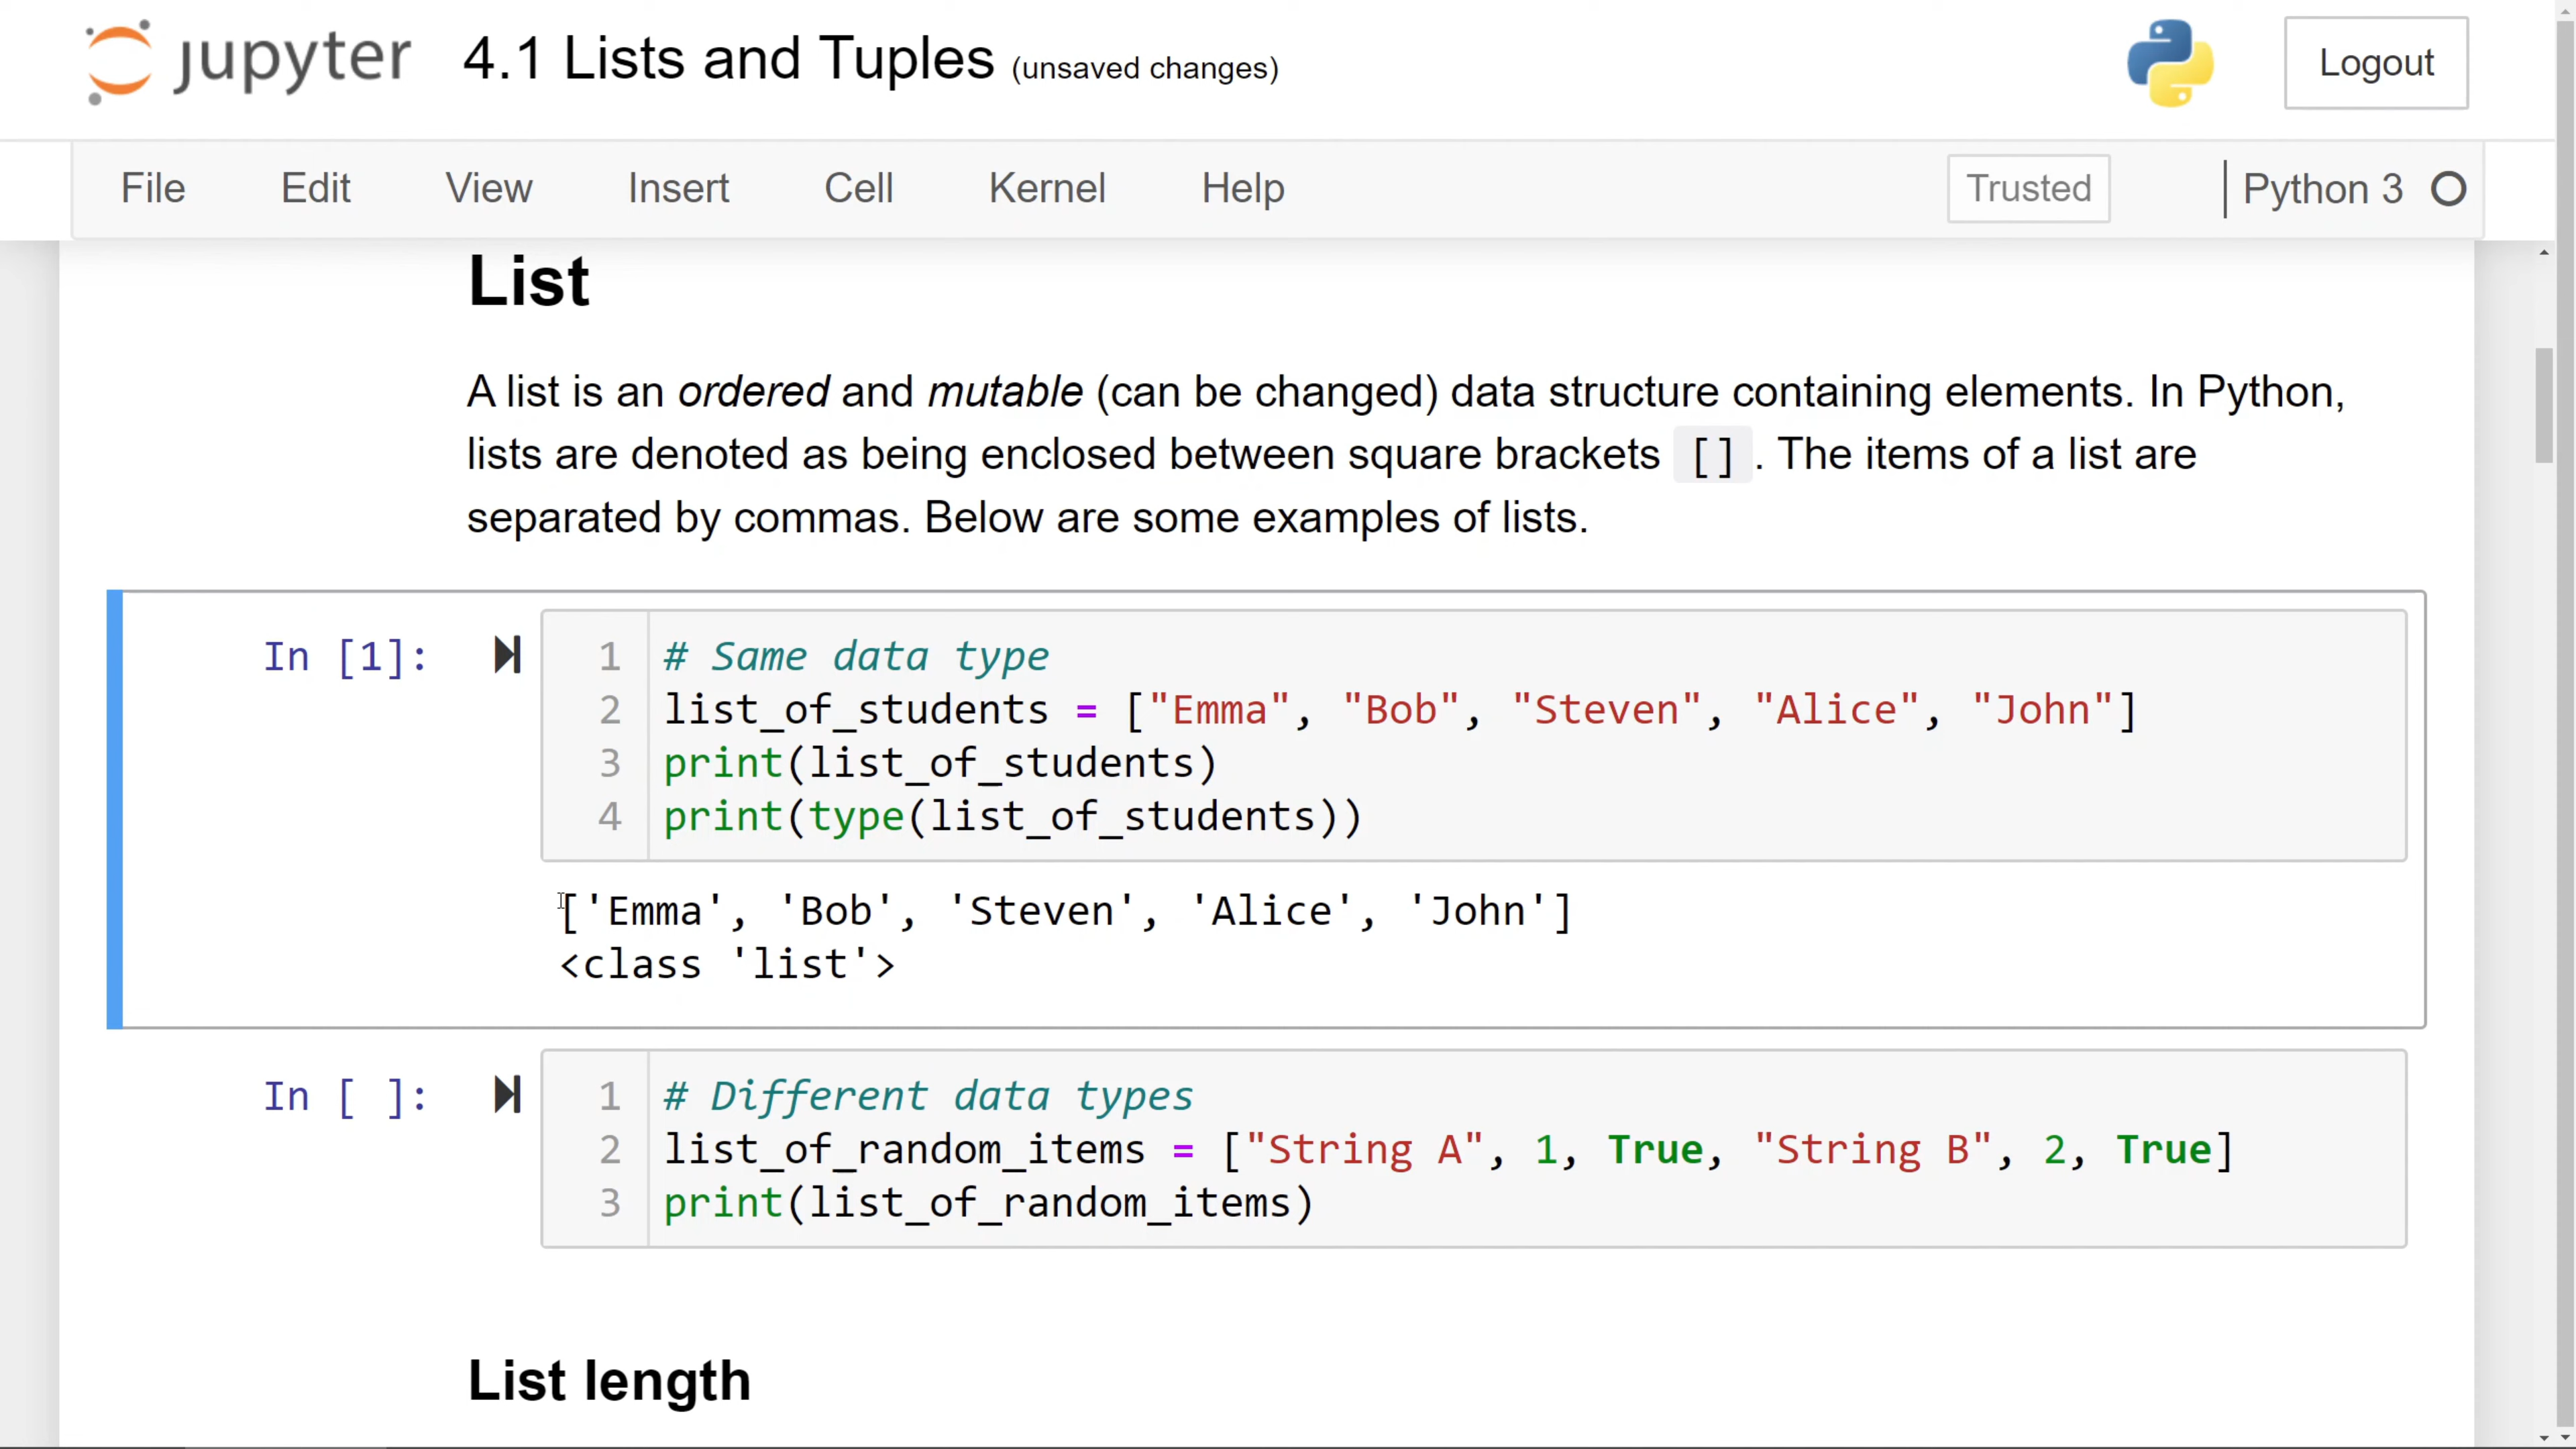 jupyter 4.1 Lists and Tuples (unsaved changes) Logout
File Edit View Insert Cell Kernel Help Trusted Python 3
List
A list is an ordered and mutable (can be changed) data structure containing elements. In Python,
lists are denoted as being enclosed between square brackets []. The items of a list are
separated by commas. Below are some examples of lists.
In [1]: 1 # Same data type
2 list_of_students = ["Emma", "Bob", "Steven", "Alice", "John"]
3 print(list_of_students)
4 print(type(list_of_students))
['Emma', 'Bob', 'Steven', 'Alice', 'John']
<class 'list'>
In [ ]: 1 # Different data types
2 list_of_random_items = ["String A", 1, True, "String B", 2, True]
3 print(list_of_random_items)
List length